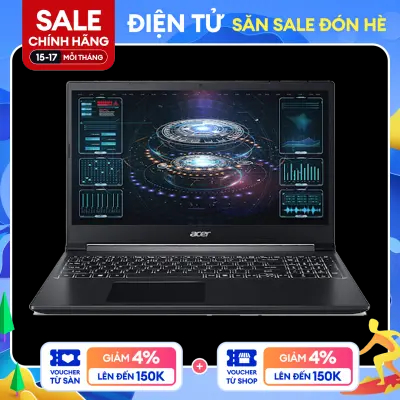 SALE
CHÍNH HÃNG
15-17 MỖI THÁNG
ĐIỆN TỬ SĂN SALE ĐÓN HÈ
acer
VOUCHER
TỪ SÀN
GIẢM 4%
LÊN ĐẾN 150K
+
VOUCHER
TỪ SHOP
GIẢM 4%
LÊN ĐẾN 150K